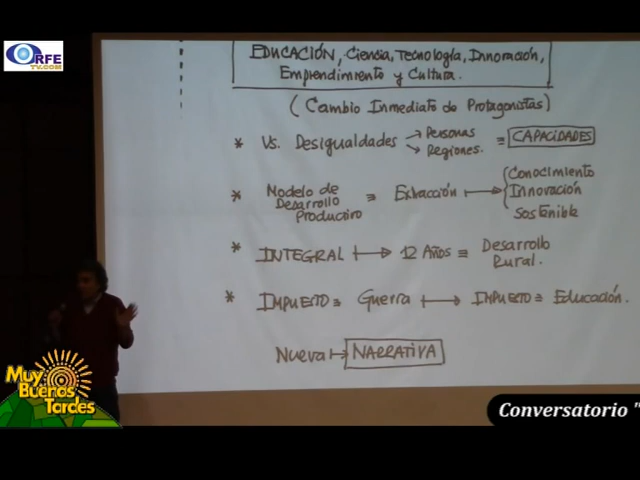 ORFE
TV.COM
EDUCACIÓN, Ciencia, Tecnología, Innovación,
Emprendimiento y Cultura.
(Cambio Inmediato de Protagonistas)
* Vs. Desigualdades → Personas → Regiones. ≡ CAPACIDADES
* Modelo de Desarrollo Productivo ≡ Extracción ↦ Conocimiento
Innovación
Sostenible
* INTEGRAL ↦ 12 Años ≡ Desarrollo Rural.
* IMPUESTO ≡ Guerra ↦ IMPUESTO ≡ Educación.
Nueva ↦ NARRATIVA
Muy
Buenas
Tardes
Conversatorio "